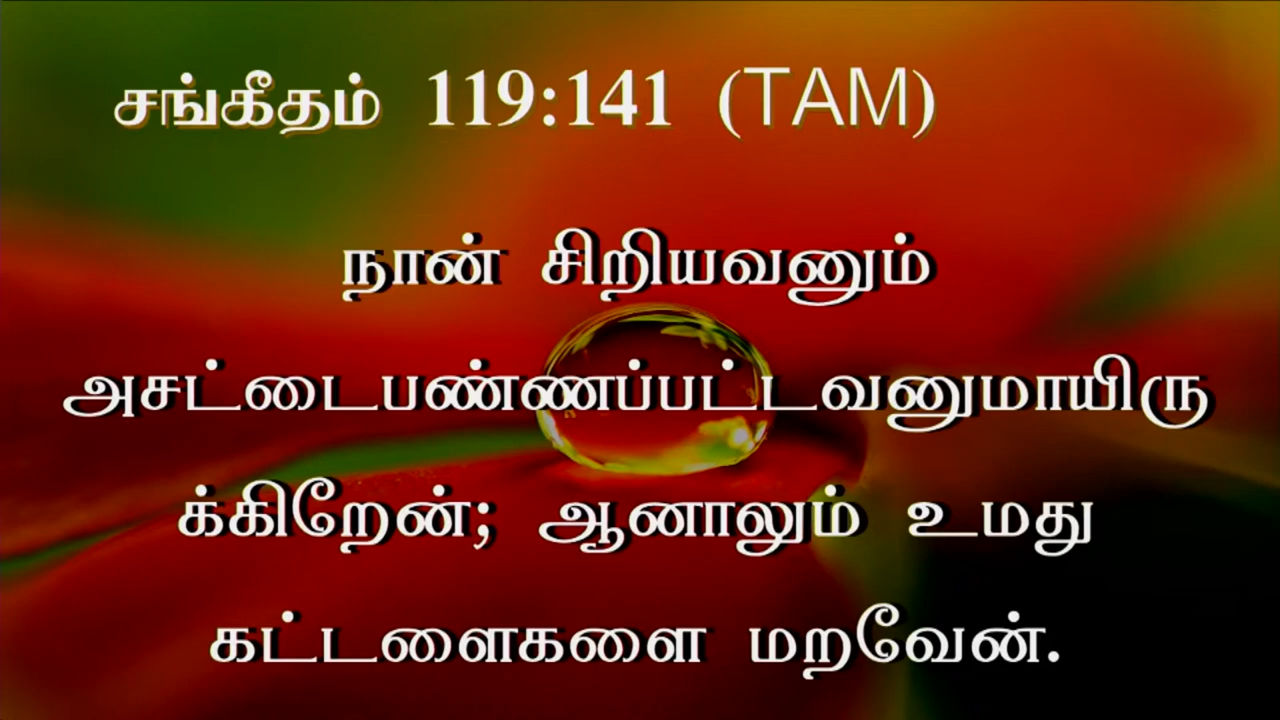 சங்கீதம் 119:141 (TAM)
நான் சிறியவனும்
அசட்டைபண்ணப்பட்டவனுமாயிரு
க்கிறேன்; ஆனாலும் உமது
கட்டளைகளை மறவேன்.